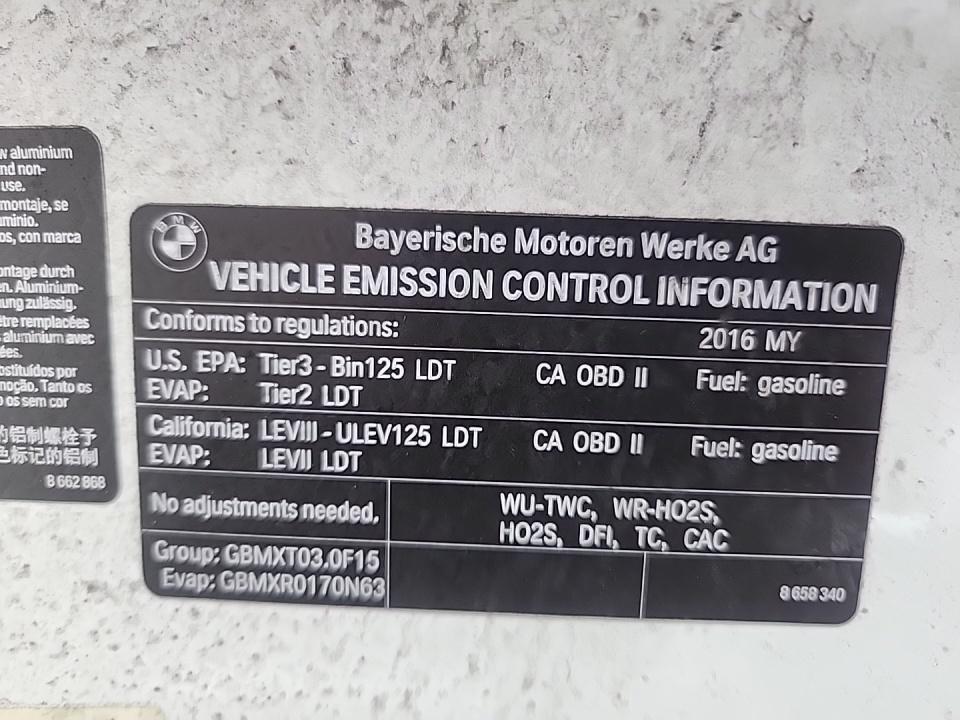 w aluminium
nd non-
use.
montaje, se
uminio.
os, con marca
ontage durch
en. Aluminium-
nung zulässig.
être remplacées
s aluminium avec
ées.
ostituídos por
moção. Tanto os
o os sem cor
的铝制螺栓予
色标记的铝制
8 662 868
BMW
Bayerische Motoren Werke AG
VEHICLE EMISSION CONTROL INFORMATION
Conforms to regulations: 2016 MY
U.S. EPA: Tier3 - Bin125 LDT CA OBD II Fuel: gasoline
EVAP: Tier2 LDT
California: LEVIII - ULEV125 LDT CA OBD II Fuel: gasoline
EVAP: LEVII LDT
No adjustments needed.
WU-TWC, WR-HO2S,
HO2S, DFI, TC, CAC
Group: GBMXT03.0F15
Evap: GBMXR0170N63
8 658 340